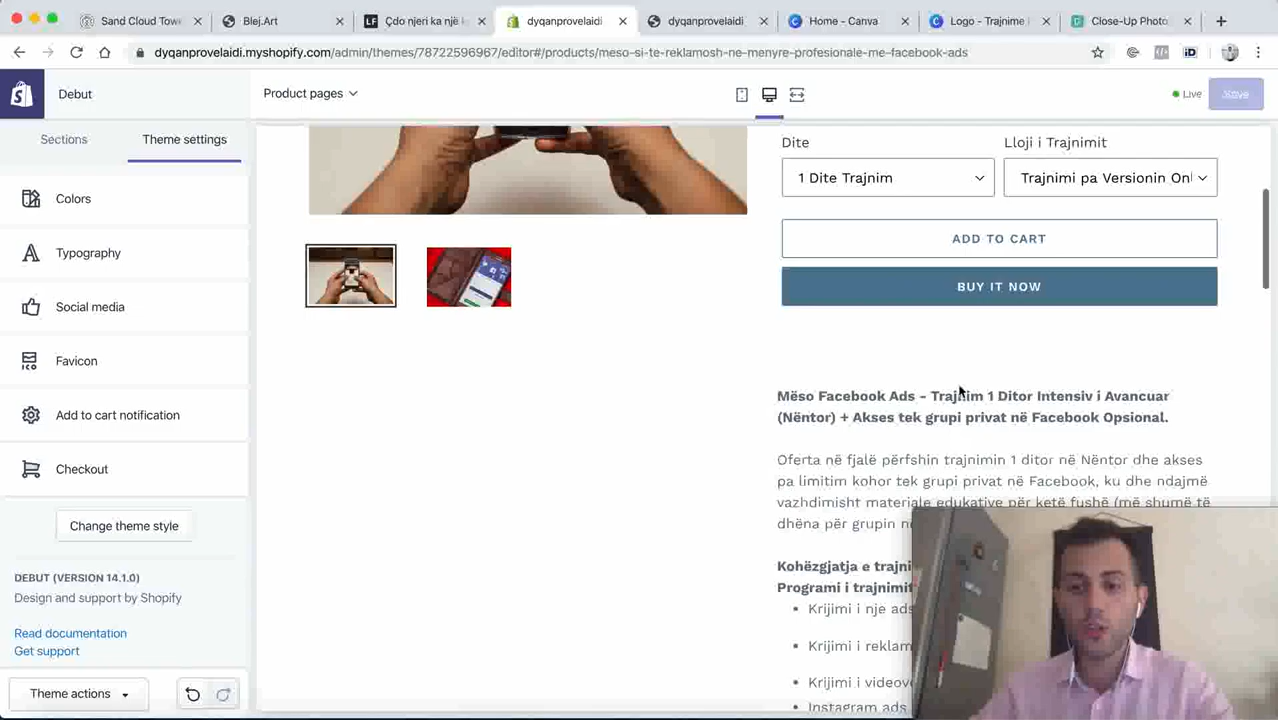 Sand Cloud Tow
Blej.Art
Çdo njeri ka një k
dyqanprovelaidi
dyqanprovelaidi
Home - Canva
Logo - Trajnime i
Close-Up Photo
dyqanprovelaidi.myshopify.com/admin/themes/78722596967/editor#/products/meso-si-te-reklamosh-ne-menyre-profesionale-me-facebook-ads
Debut
Product pages
Live
Save
Sections
Theme settings
Colors
Typography
Social media
Favicon
Add to cart notification
Checkout
Change theme style
DEBUT (VERSION 14.1.0)
Design and support by Shopify
Read documentation
Get support
Theme actions
Dite
Lloji i Trajnimit
1 Dite Trajnim
Trajnimi pa Versionin Onl
ADD TO CART
BUY IT NOW
Mëso Facebook Ads - Trajnim 1 Ditor Intensiv i Avancuar
(Nëntor) + Akses tek grupi privat në Facebook Opsional.
Oferta në fjalë përfshin trajnimin 1 ditor në Nëntor dhe akses
pa limitim kohor tek grupi privat në Facebook, ku dhe ndajmë
vazhdimisht materiale edukative për ketë fushë (më shumë të
dhëna për grupin n
Kohëzgjatja e trajni
Programi i trajnimit
Krijimi i nje ads
Krijimi i reklam
Krijimi i videov
Instagram ads